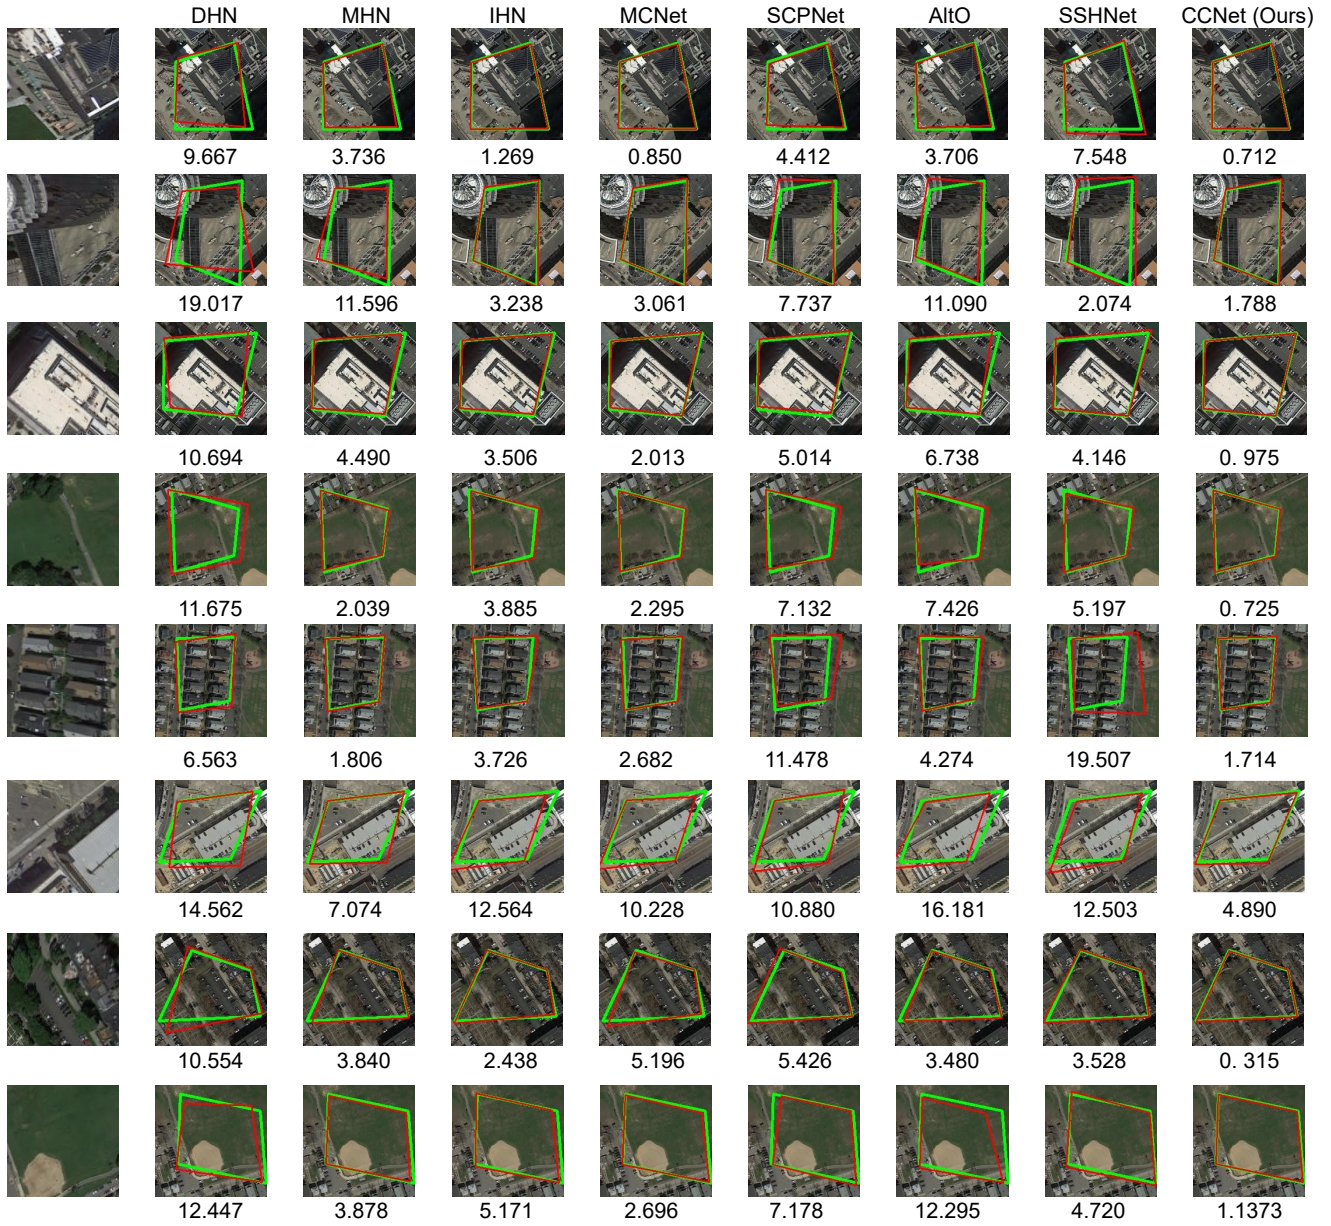 DHN MHN IHN MCNet SCPNet AltO SSHNet CCNet (Ours)
9.667 3.736 1.269 0.850 4.412 3.706 7.548 0.712
19.017 11.596 3.238 3.061 7.737 11.090 2.074 1.788
10.694 4.490 3.506 2.013 5.014 6.738 4.146 0. 975
11.675 2.039 3.885 2.295 7.132 7.426 5.197 0. 725
6.563 1.806 3.726 2.682 11.478 4.274 19.507 1.714
14.562 7.074 12.564 10.228 10.880 16.181 12.503 4.890
10.554 3.840 2.438 5.196 5.426 3.480 3.528 0. 315
12.447 3.878 5.171 2.696 7.178 12.295 4.720 1.1373